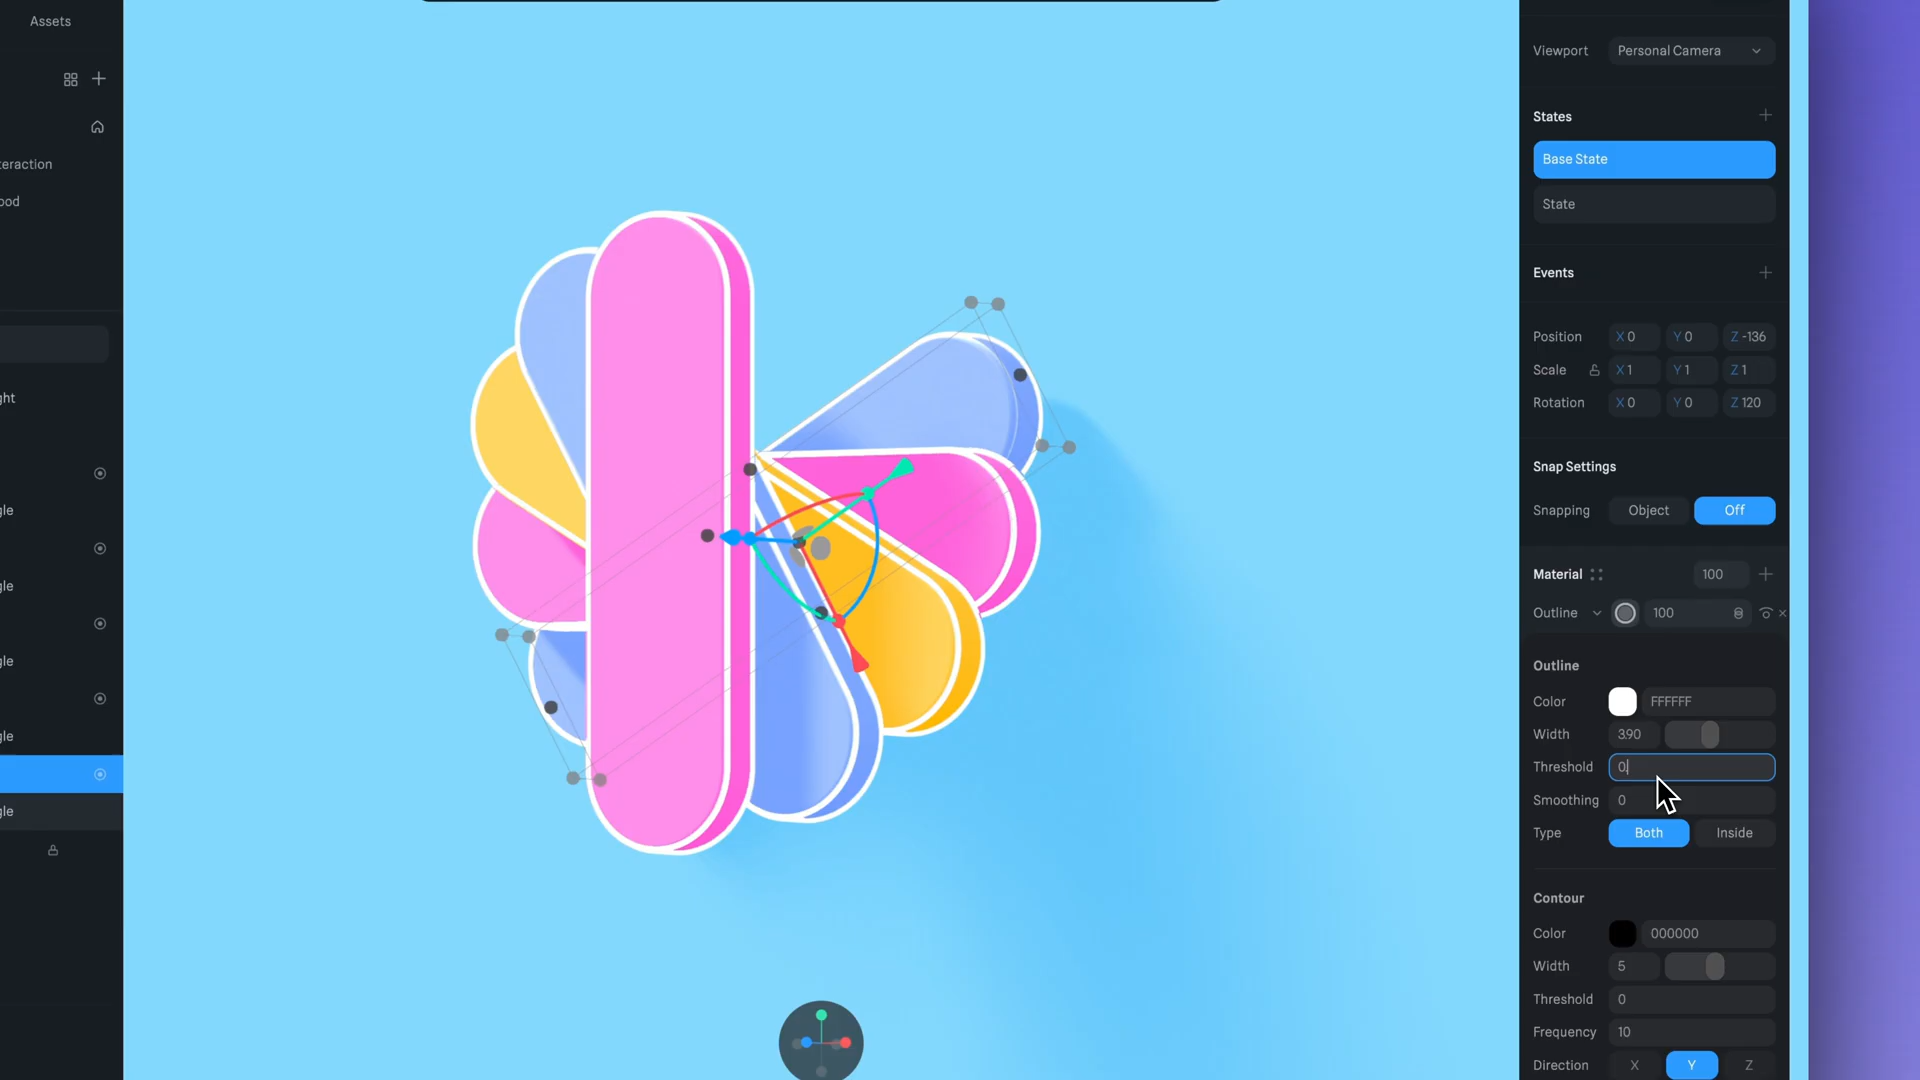 Assets
teraction
ood
ght
gle
gle
gle
gle
gle
Viewport Personal Camera
States
Base State
State
Events
Position X 0 Y 0 Z -136
Scale X 1 Y 1 Z 1
Rotation X 0 Y 0 Z 120
Snap Settings
Snapping Object Off
Material 100
Outline 100
Outline
Color FFFFFF
Width 3.90
Threshold 0
Smoothing 0
Type Both Inside
Contour
Color 000000
Width 5
Threshold 0
Frequency 10
Direction X Y Z